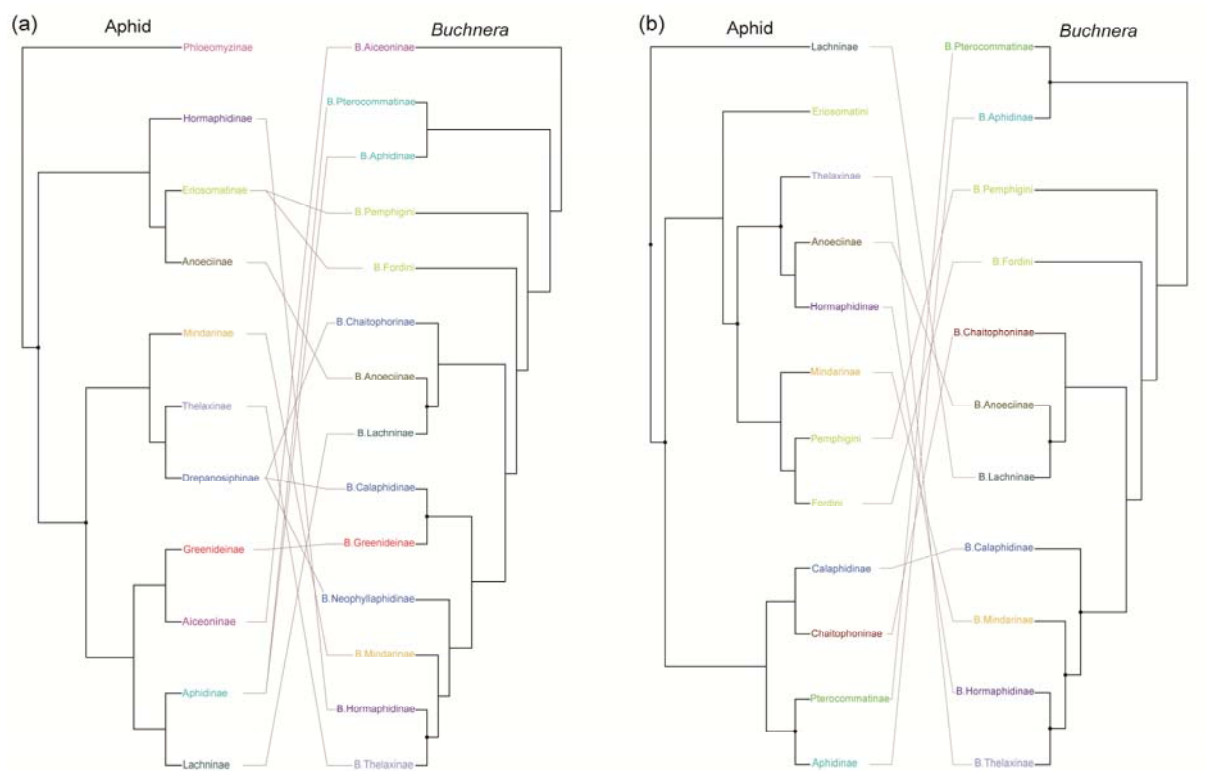 (a)
Aphid
Buchnera
Phloeomyzinae
Hormaphidinae
Eriosomatinae
Anoeciinae
Mindarinae
Thelaxinae
Drepanosiphinae
Greenideinae
Aiceoninae
Aphidinae
Lachninae
B.Aiceoninae
B.Pterocommatinae
B.Aphidinae
B.Pemphigini
B.Fordini
B.Chaitophorinae
B.Anoeciinae
B.Lachninae
B.Calaphidinae
B.Greenideinae
B.Neophyllaphidinae
B.Mindarinae
B.Hormaphidinae
B.Thelaxinae
(b)
Aphid
Buchnera
Lachninae
Eriosomatini
Thelaxinae
Anoeciinae
Hormaphidinae
Mindarinae
Pemphigini
Fordini
Calaphidinae
Chaitophoninae
Pterocommatinae
Aphidinae
B.Pterocommatinae
B.Aphidinae
B.Pemphigini
B.Fordini
B.Chaitophoninae
B.Anoeciinae
B.Lachninae
B.Calaphidinae
B.Mindarinae
B.Hormaphidinae
B.Thelaxinae